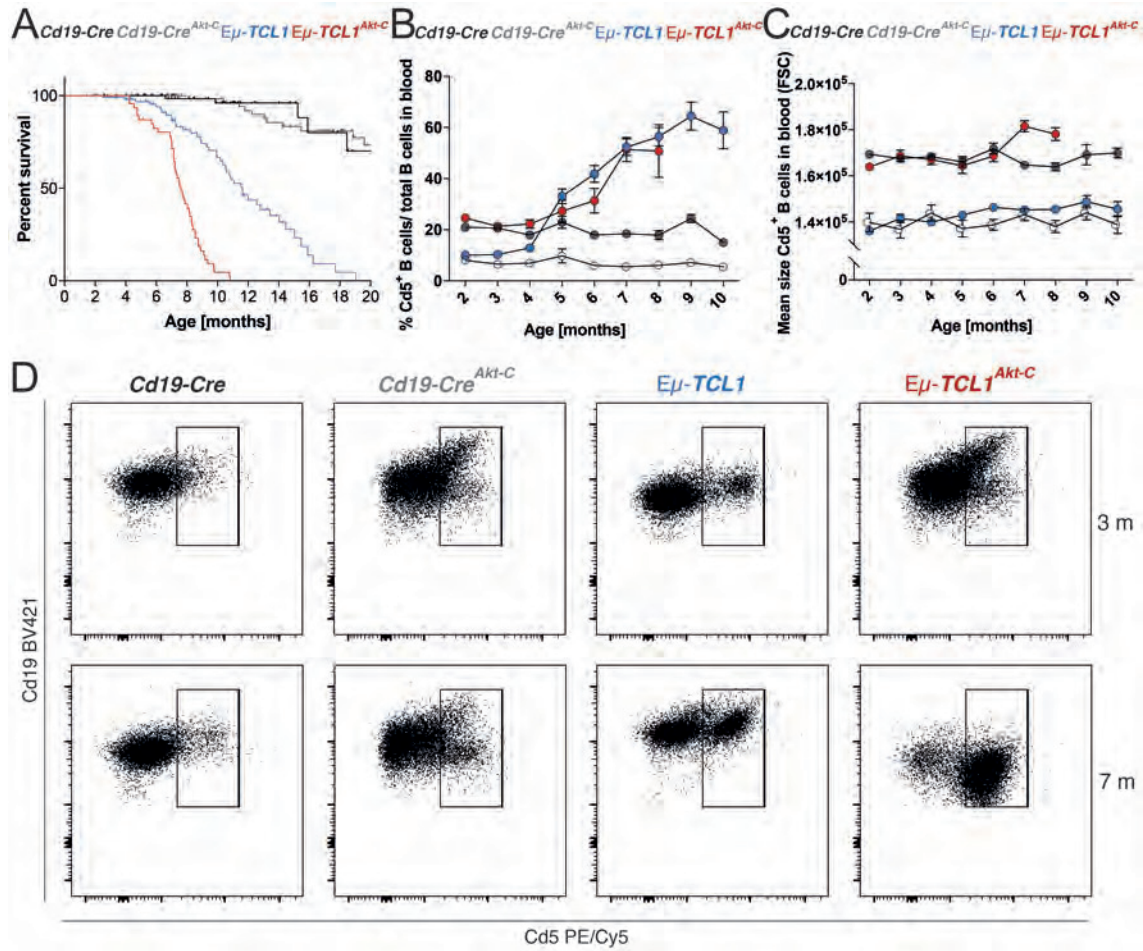 A Cd19-Cre Cd19-Cre^Akt-C Eμ-TCL1 Eμ-TCL1^Akt-C
Percent survival
100
50
0
0 2 4 6 8 10 12 14 16 18 20
Age [months]
B Cd19-Cre Cd19-Cre^Akt-C Eμ-TCL1 Eμ-TCL1^Akt-C
% Cd5+ B cells/ total B cells in blood
80
60
40
20
0
2 3 4 5 6 7 8 9 10
Age [months]
C Cd19-Cre Cd19-Cre^Akt-C Eμ-TCL1 Eμ-TCL1^Akt-C
Mean size Cd5+ B cells in blood (FSC)
2.0×10^5
1.8×10^5
1.6×10^5
1.4×10^5
0
2 3 4 5 6 7 8 9 10
Age [months]
D
Cd19-Cre Cd19-Cre^Akt-C Eμ-TCL1 Eμ-TCL1^Akt-C
3 m
7 m
Cd19 BV421
Cd5 PE/Cy5